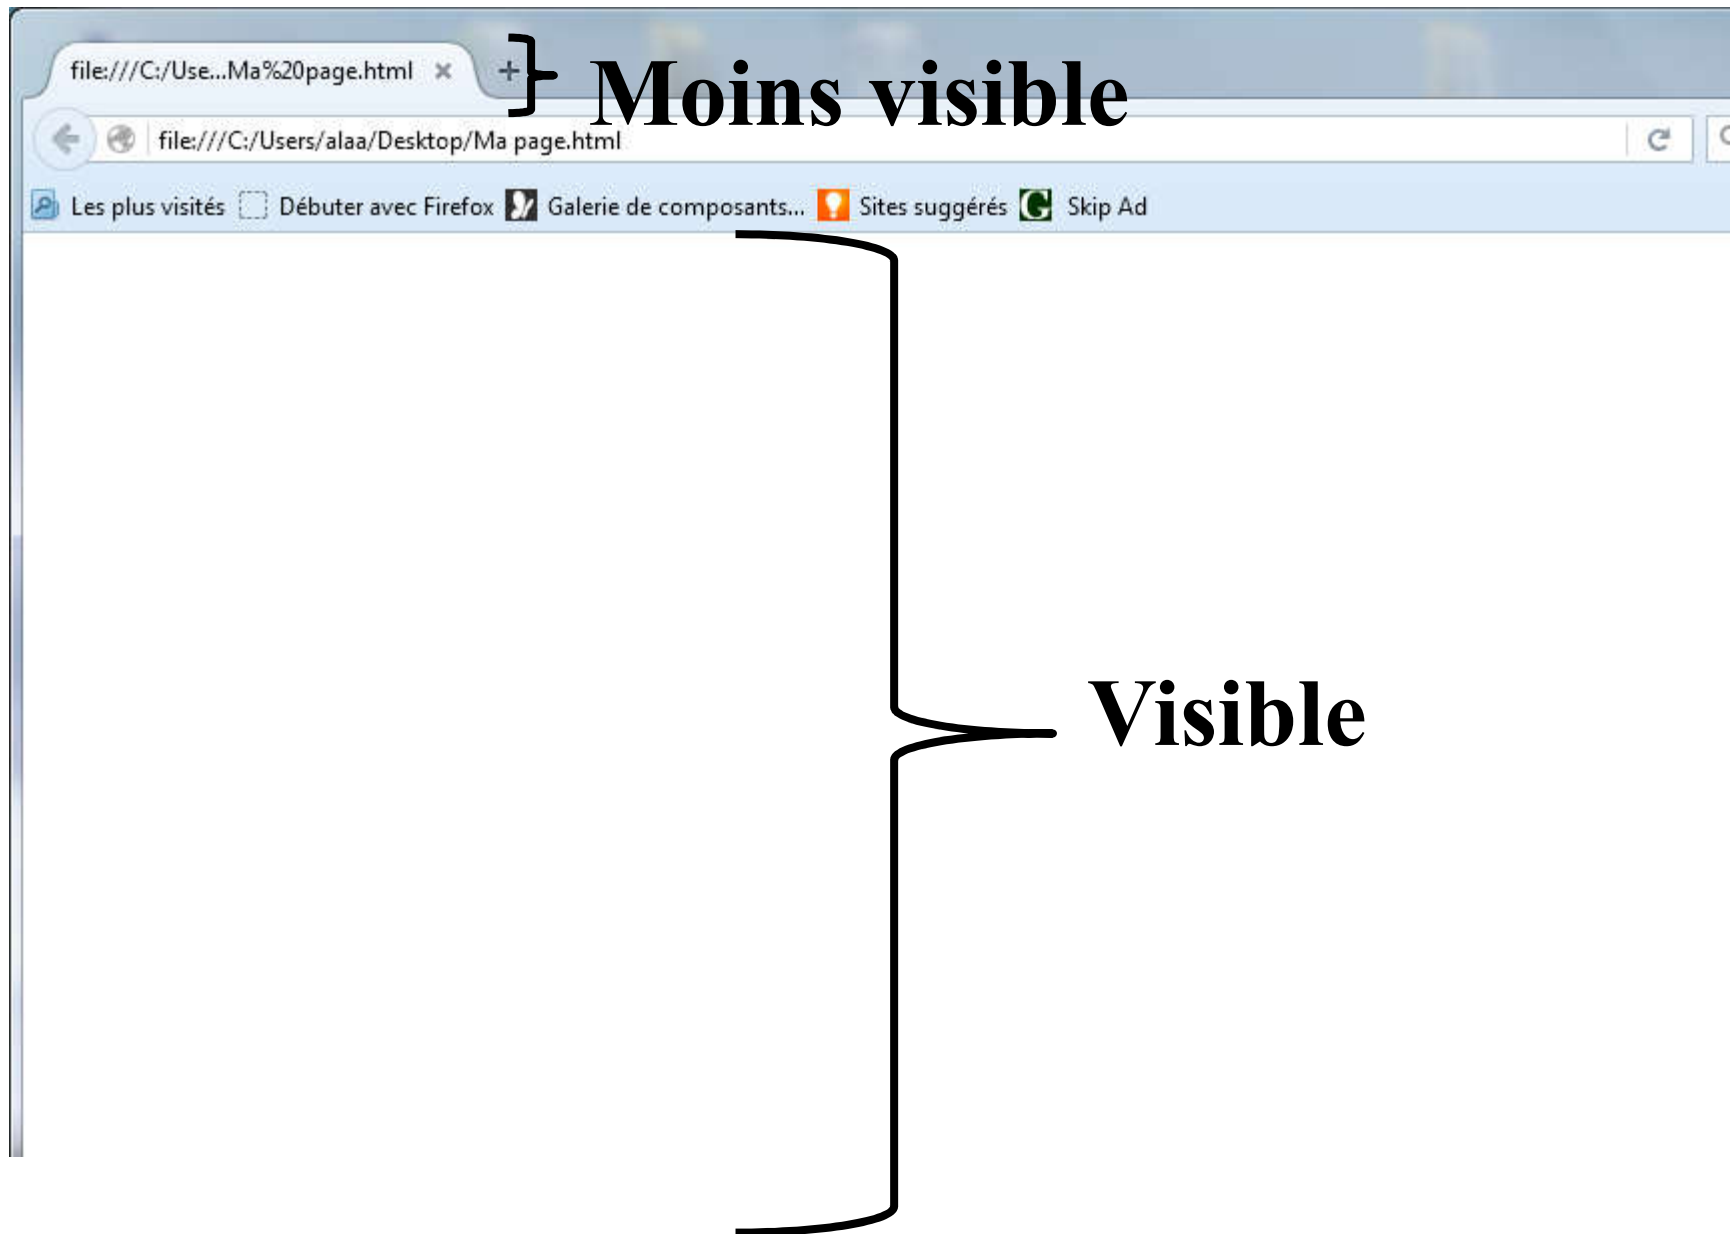 file:///C:/Use...Ma%20page.html
Moins visible
file:///C:/Users/alaa/Desktop/Ma page.html
Les plus visités Débuter avec Firefox Galerie de composants... Sites suggérés G Skip Ad
Visible